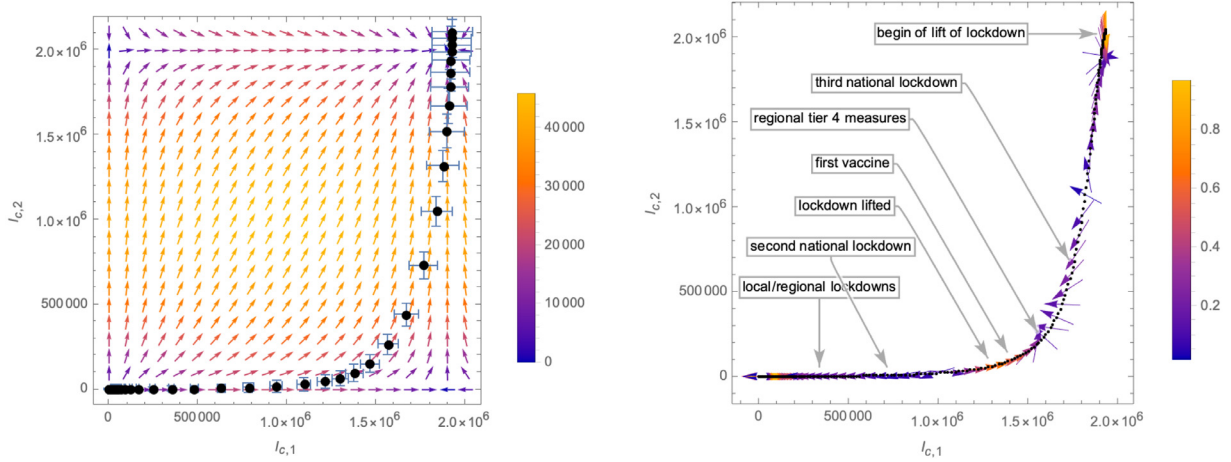 2.0×10⁶
1.5×10⁶
1.0×10⁶
500 000
0
I_{c,2}
0
500 000
1.0×10⁶
1.5×10⁶
2.0×10⁶
I_{c,1}
40 000
30 000
20 000
10 000
0
2.0×10⁶
1.5×10⁶
1.0×10⁶
500 000
0
I_{c,2}
begin of lift of lockdown
third national lockdown
regional tier 4 measures
first vaccine
lockdown lifted
second national lockdown
local/regional lockdowns
0
500 000
1.0×10⁶
1.5×10⁶
2.0×10⁶
I_{c,1}
0.8
0.6
0.4
0.2